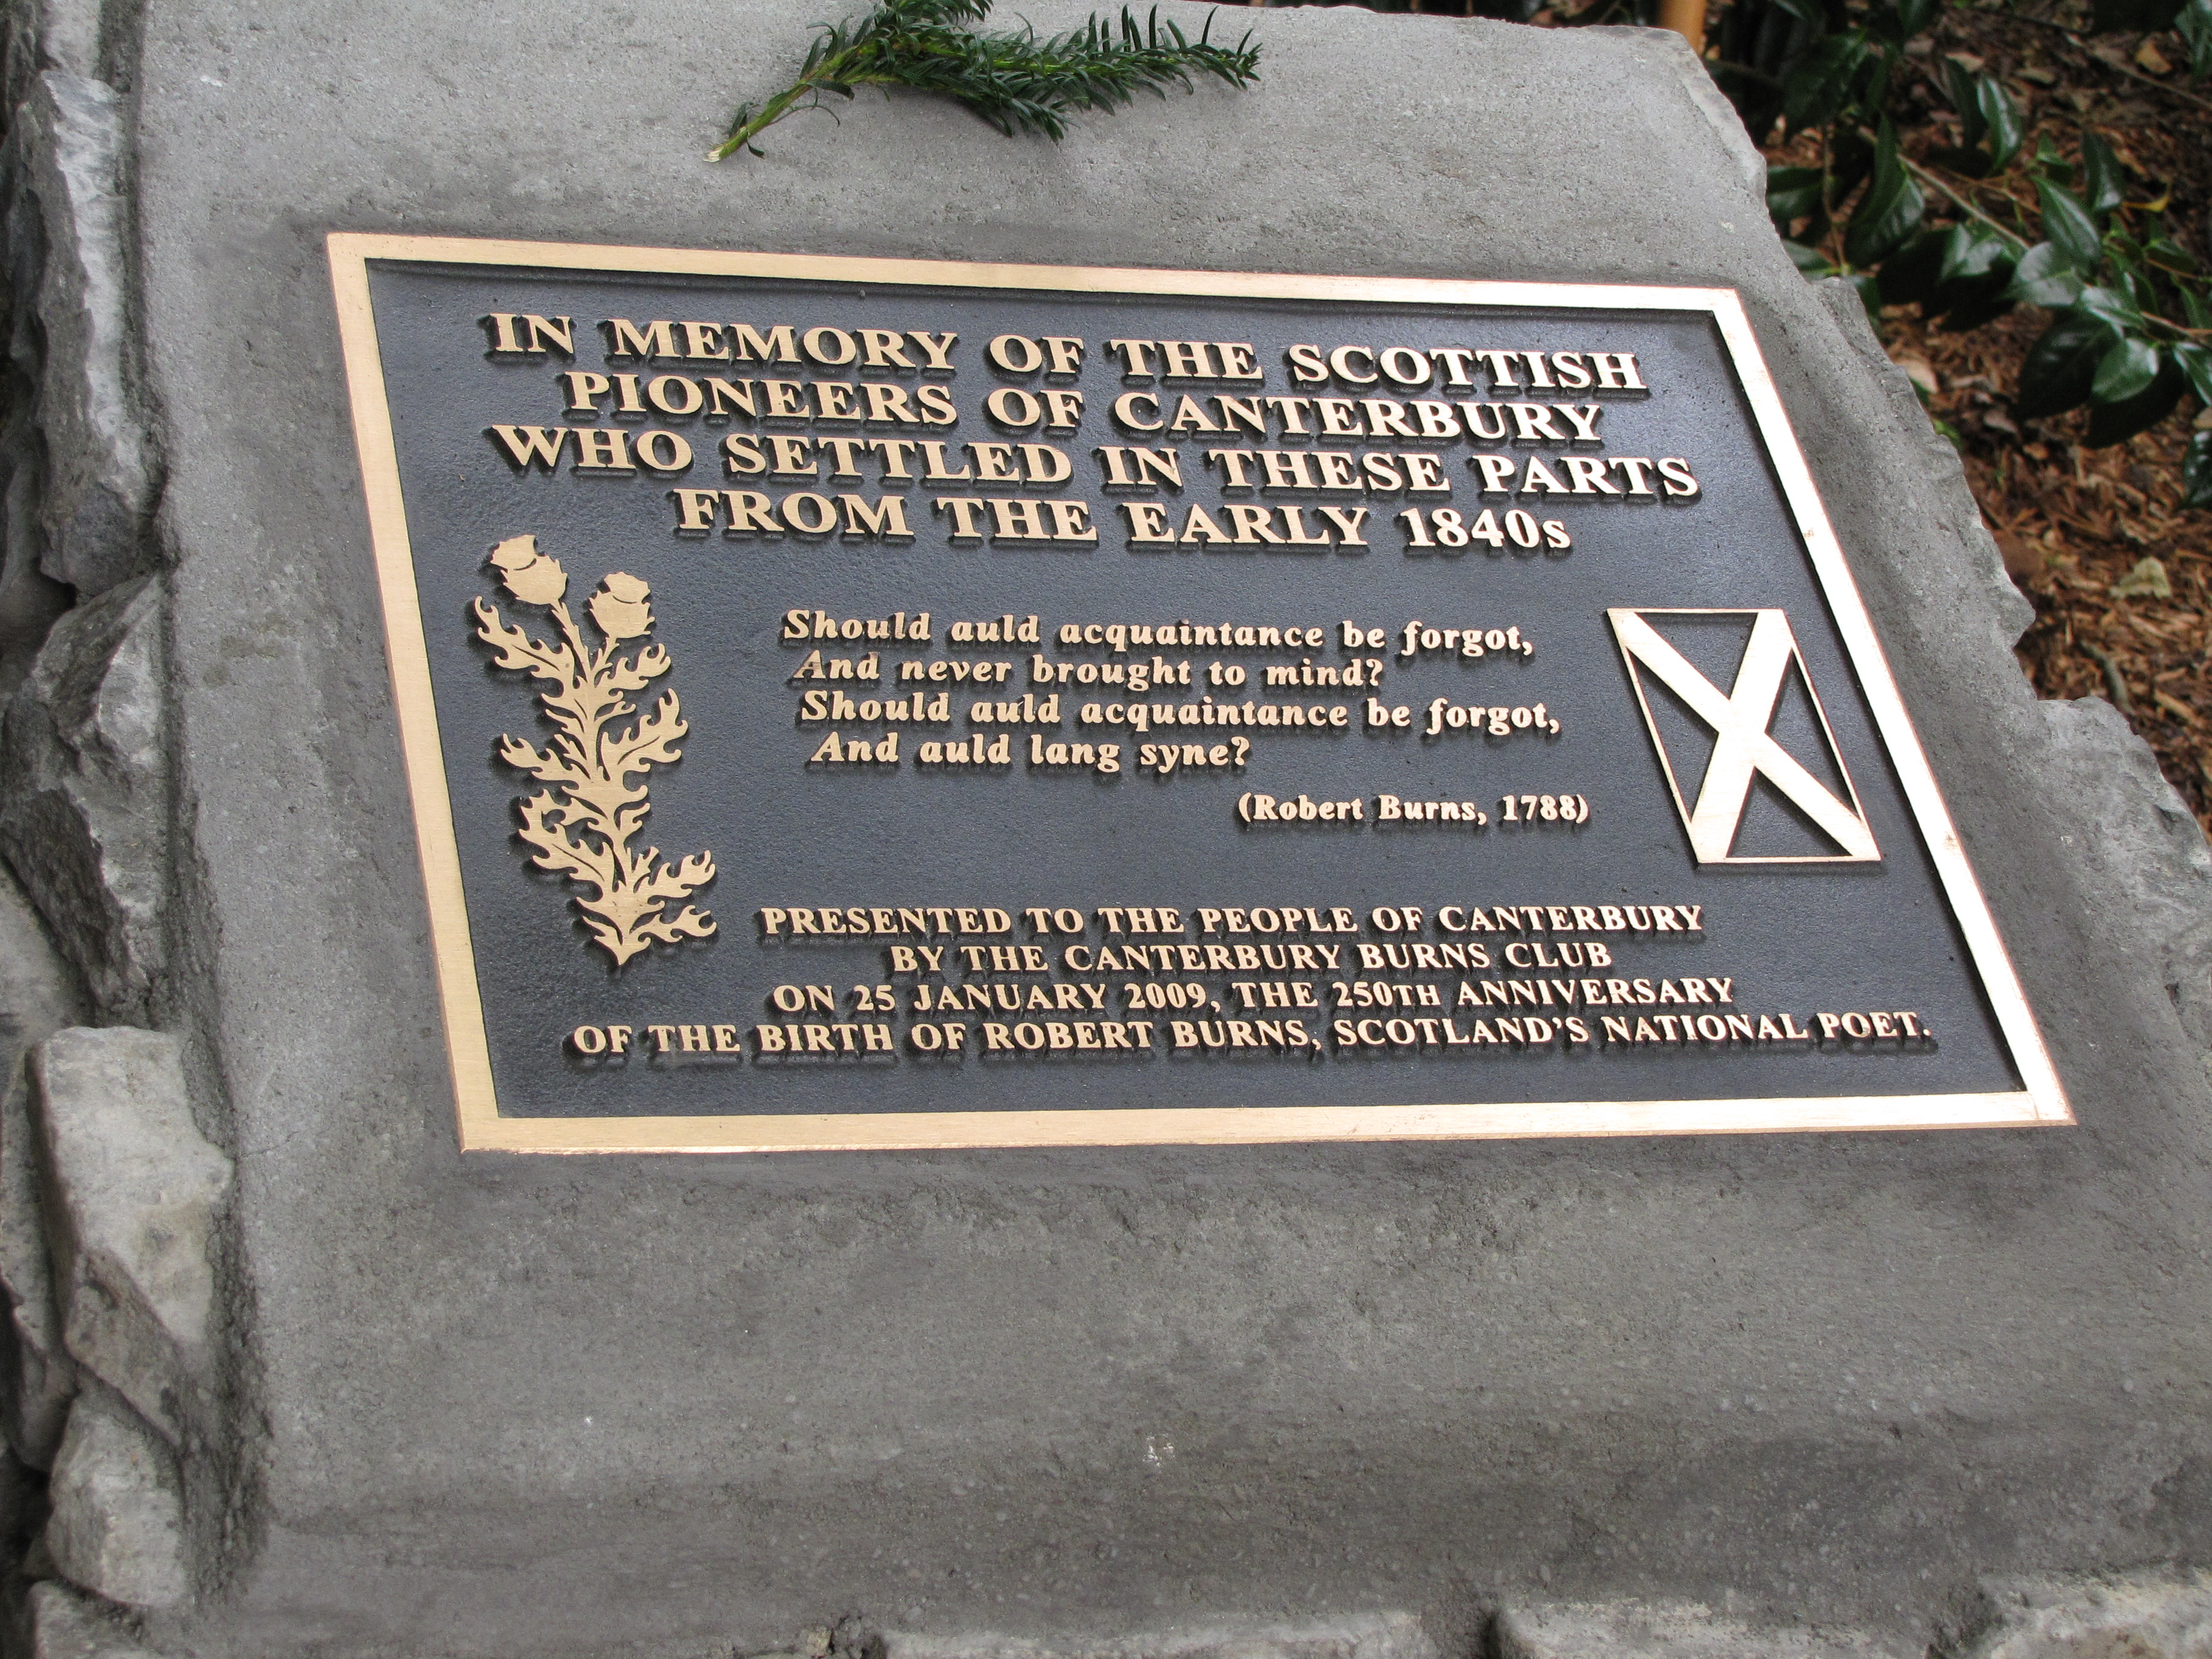 IN MEMORY OF THE SCOTTISH
PIONEERS OF CANTERBURY
WHO SETTLED IN THESE PARTS
FROM THE EARLY 1840s
Should auld acquaintance be forgot,
And never brought to mind?
Should auld acquaintance be forgot,
And auld lang syne?
(Robert Burns, 1788)
PRESENTED TO THE PEOPLE OF CANTERBURY
BY THE CANTERBURY BURNS CLUB
ON 25 JANUARY 2009, THE 250TH ANNIVERSARY
OF THE BIRTH OF ROBERT BURNS, SCOTLAND'S NATIONAL POET.